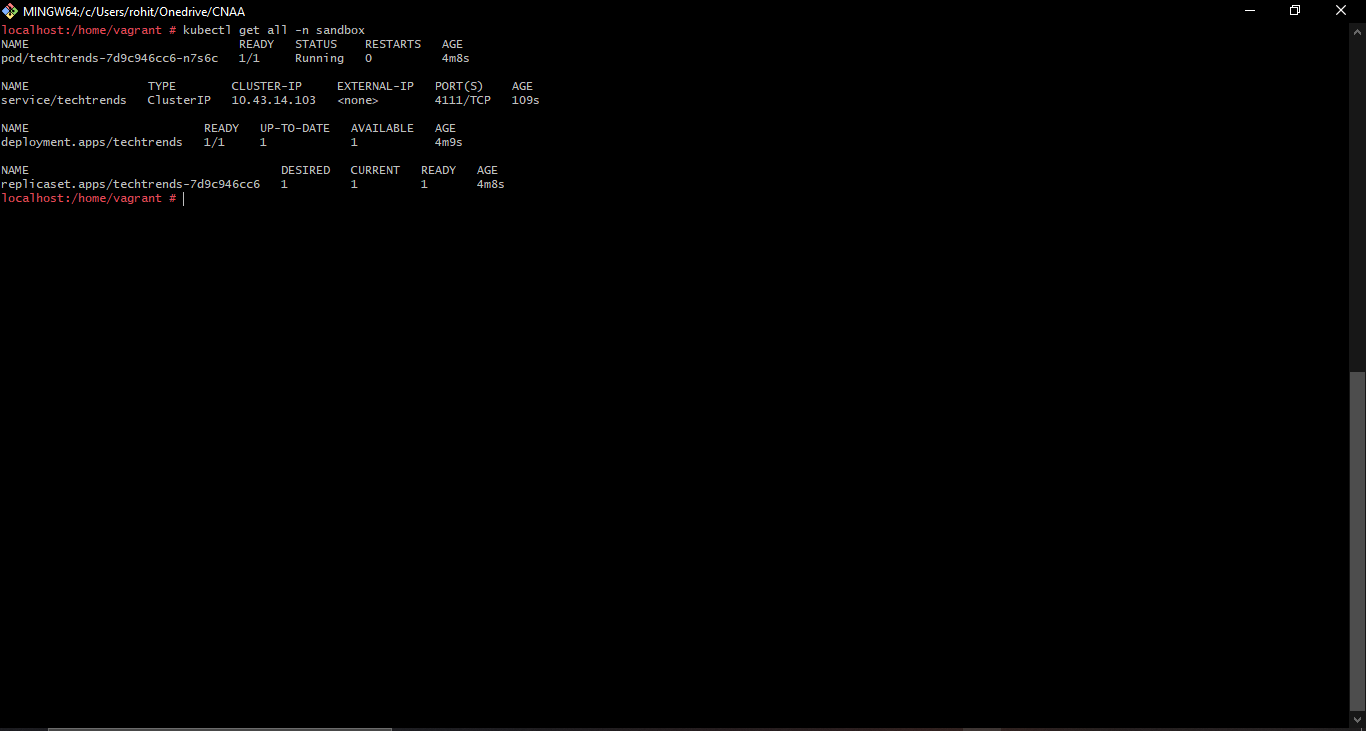 MINGW64:/c/Users/rohit/Onedrive/CNAA
localhost:/home/vagrant # kubectl get all -n sandbox
NAME                              READY   STATUS    RESTARTS   AGE
pod/techtrends-7d9c946cc6-n7s6c   1/1     Running   0          4m8s

NAME                 TYPE        CLUSTER-IP     EXTERNAL-IP   PORT(S)    AGE
service/techtrends   ClusterIP   10.43.14.103   <none>        4111/TCP   109s

NAME                         READY   UP-TO-DATE   AVAILABLE   AGE
deployment.apps/techtrends   1/1     1            1           4m9s

NAME                                    DESIRED   CURRENT   READY   AGE
replicaset.apps/techtrends-7d9c946cc6   1         1         1       4m8s
localhost:/home/vagrant #